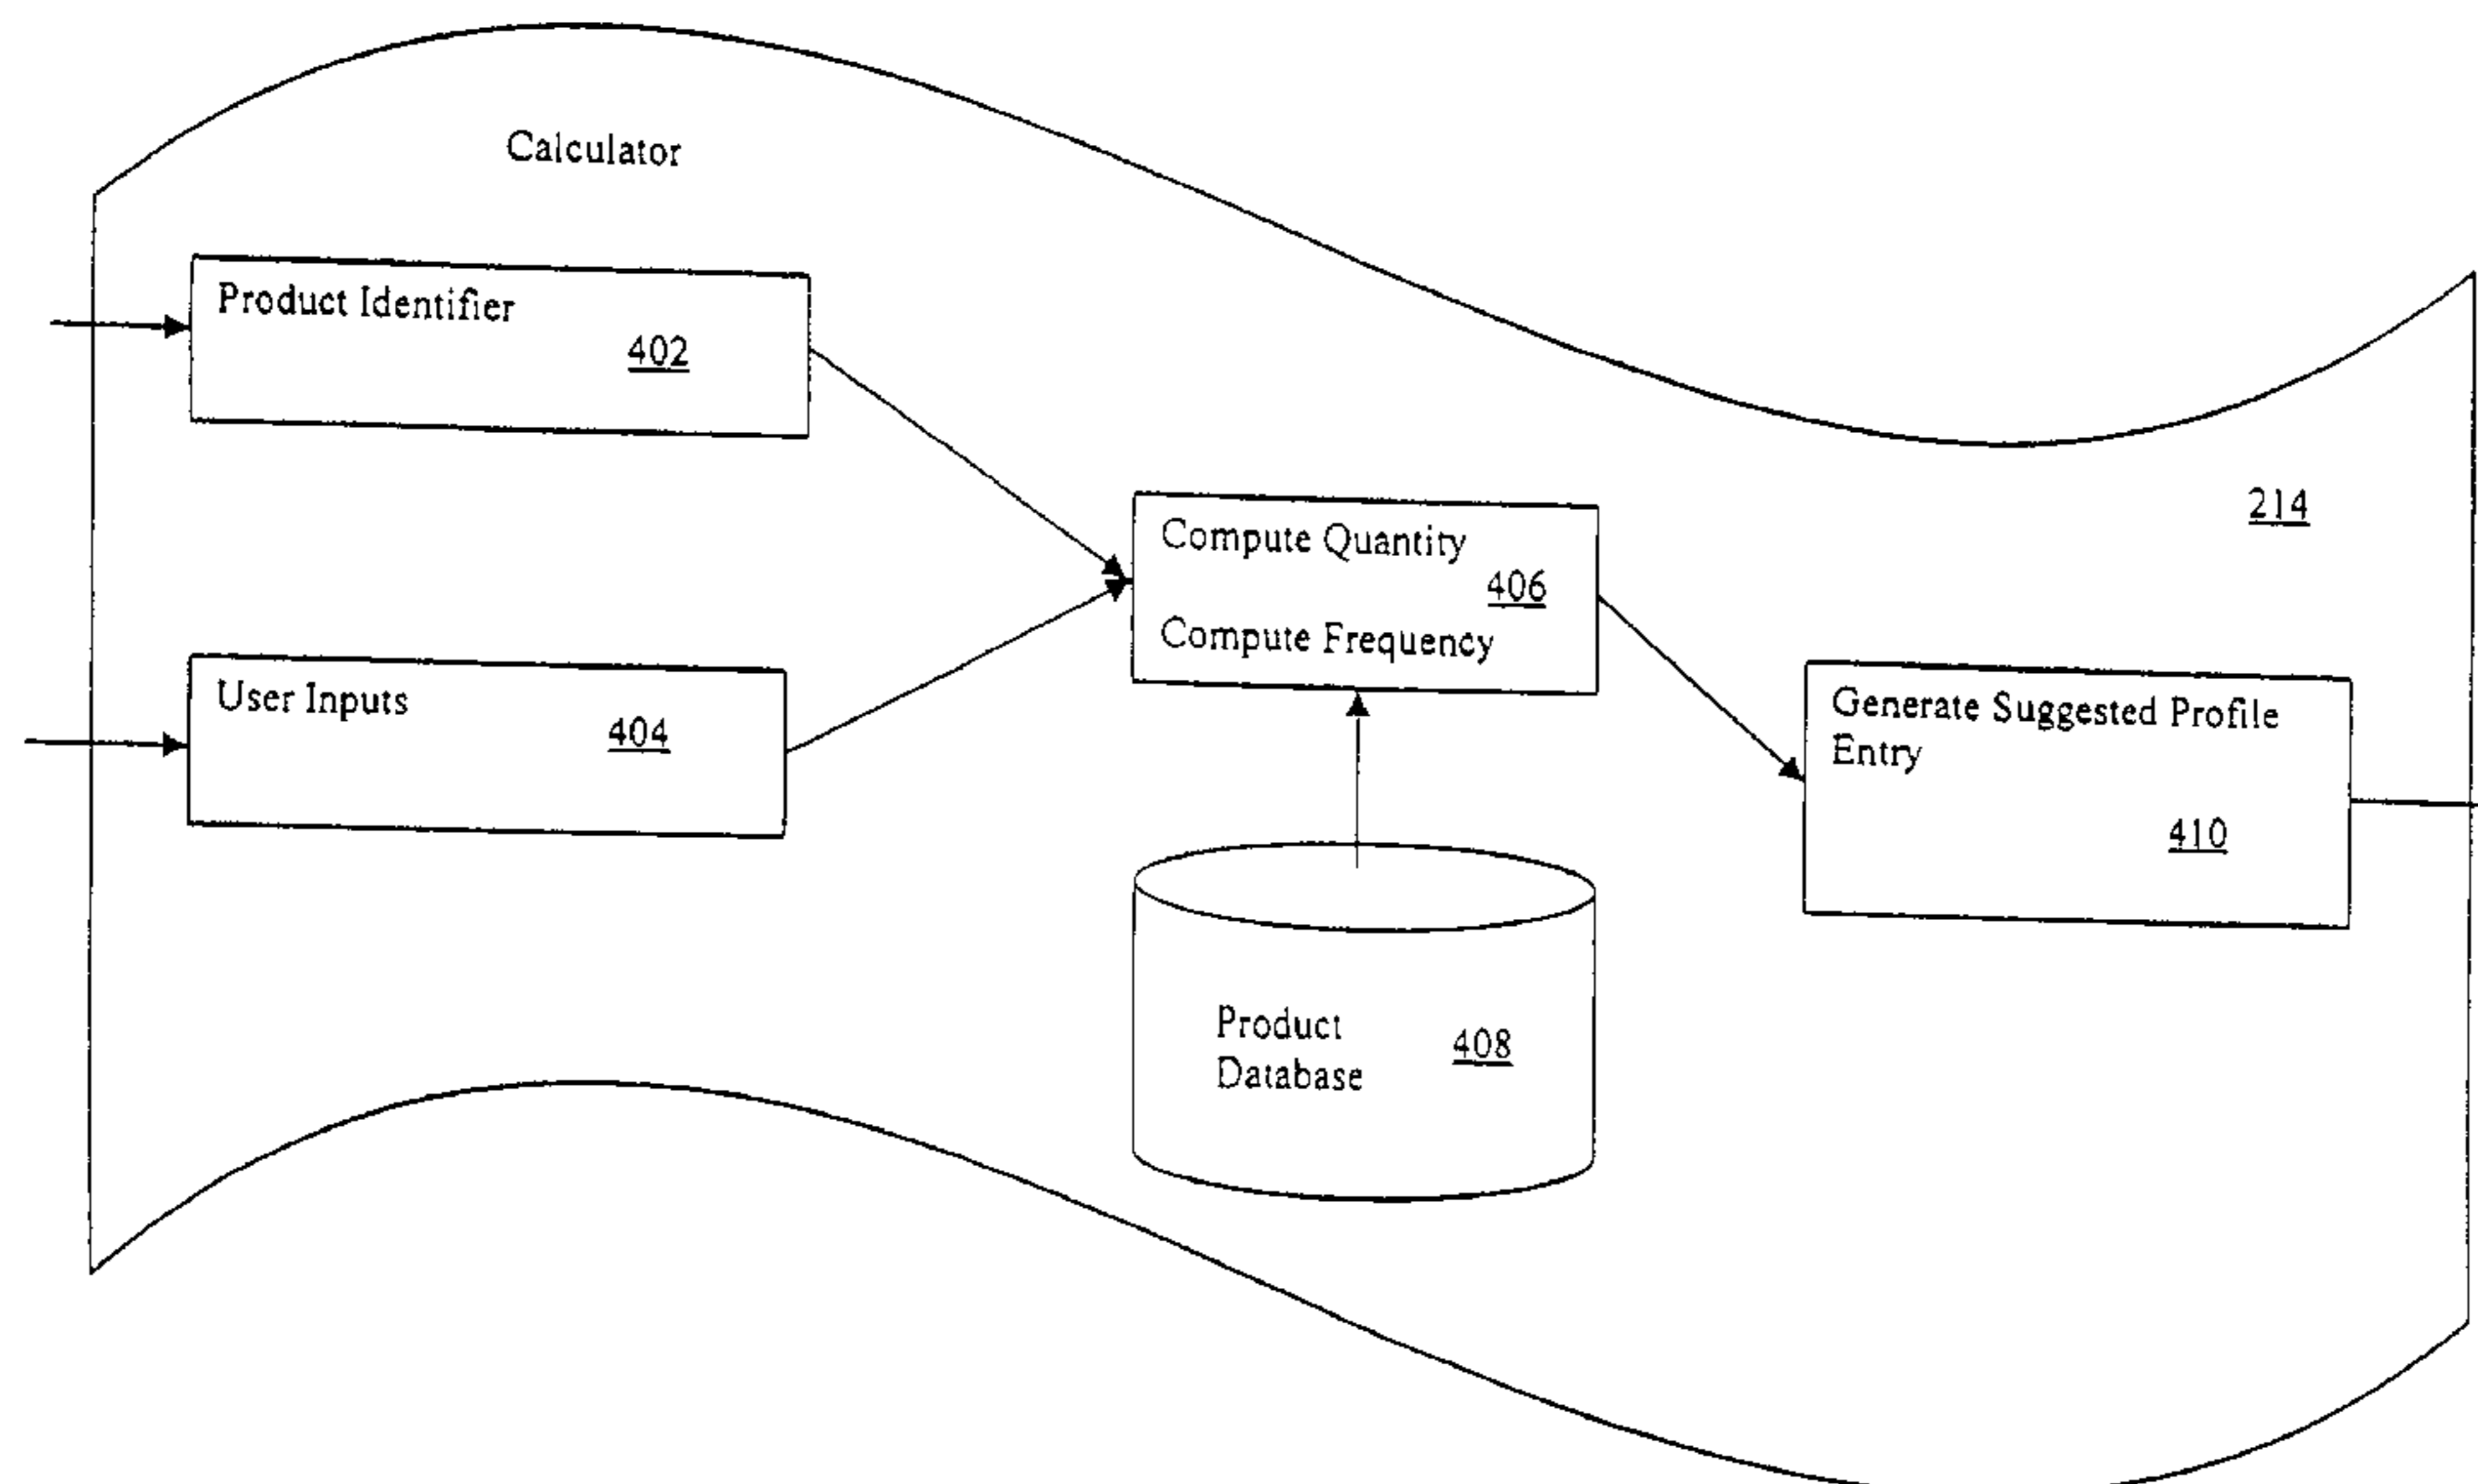 Calculator
Product Identifier
402
214
Compute Quantity
406
Compute Frequency
User Inputs
404
Generate Suggested Profile
Entry
410
Product
Database
408